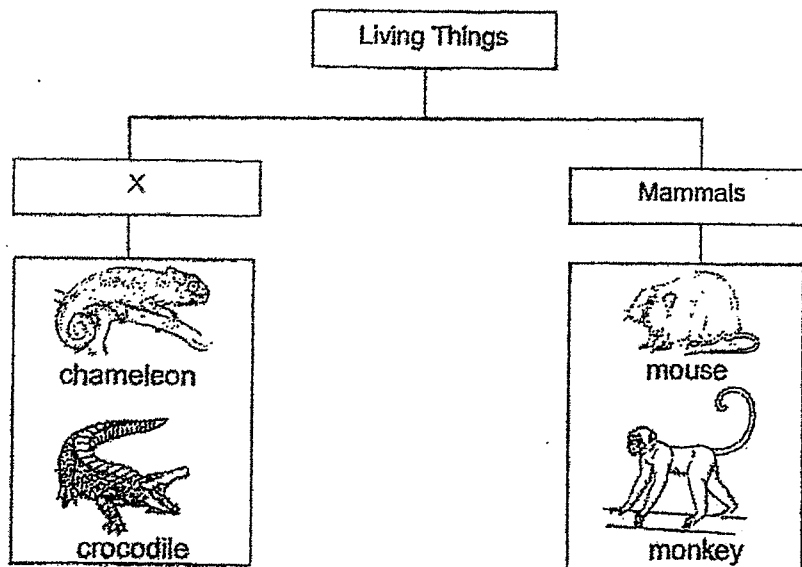 Living Things
X
Mammals
chameleon
mouse
crocodile
monkey